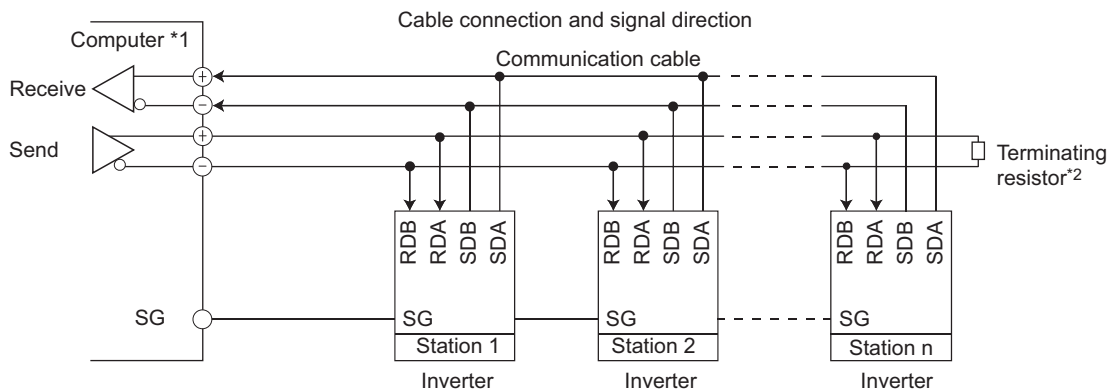 Cable connection and signal direction
Computer *1
Communication cable
Receive
+
−
Send
+
−
Terminating
resistor*2
RDB RDA SDB SDA
RDB RDA SDB SDA
RDB RDA SDB SDA
SG
SG
SG
SG
Station 1
Station 2
Station n
Inverter
Inverter
Inverter